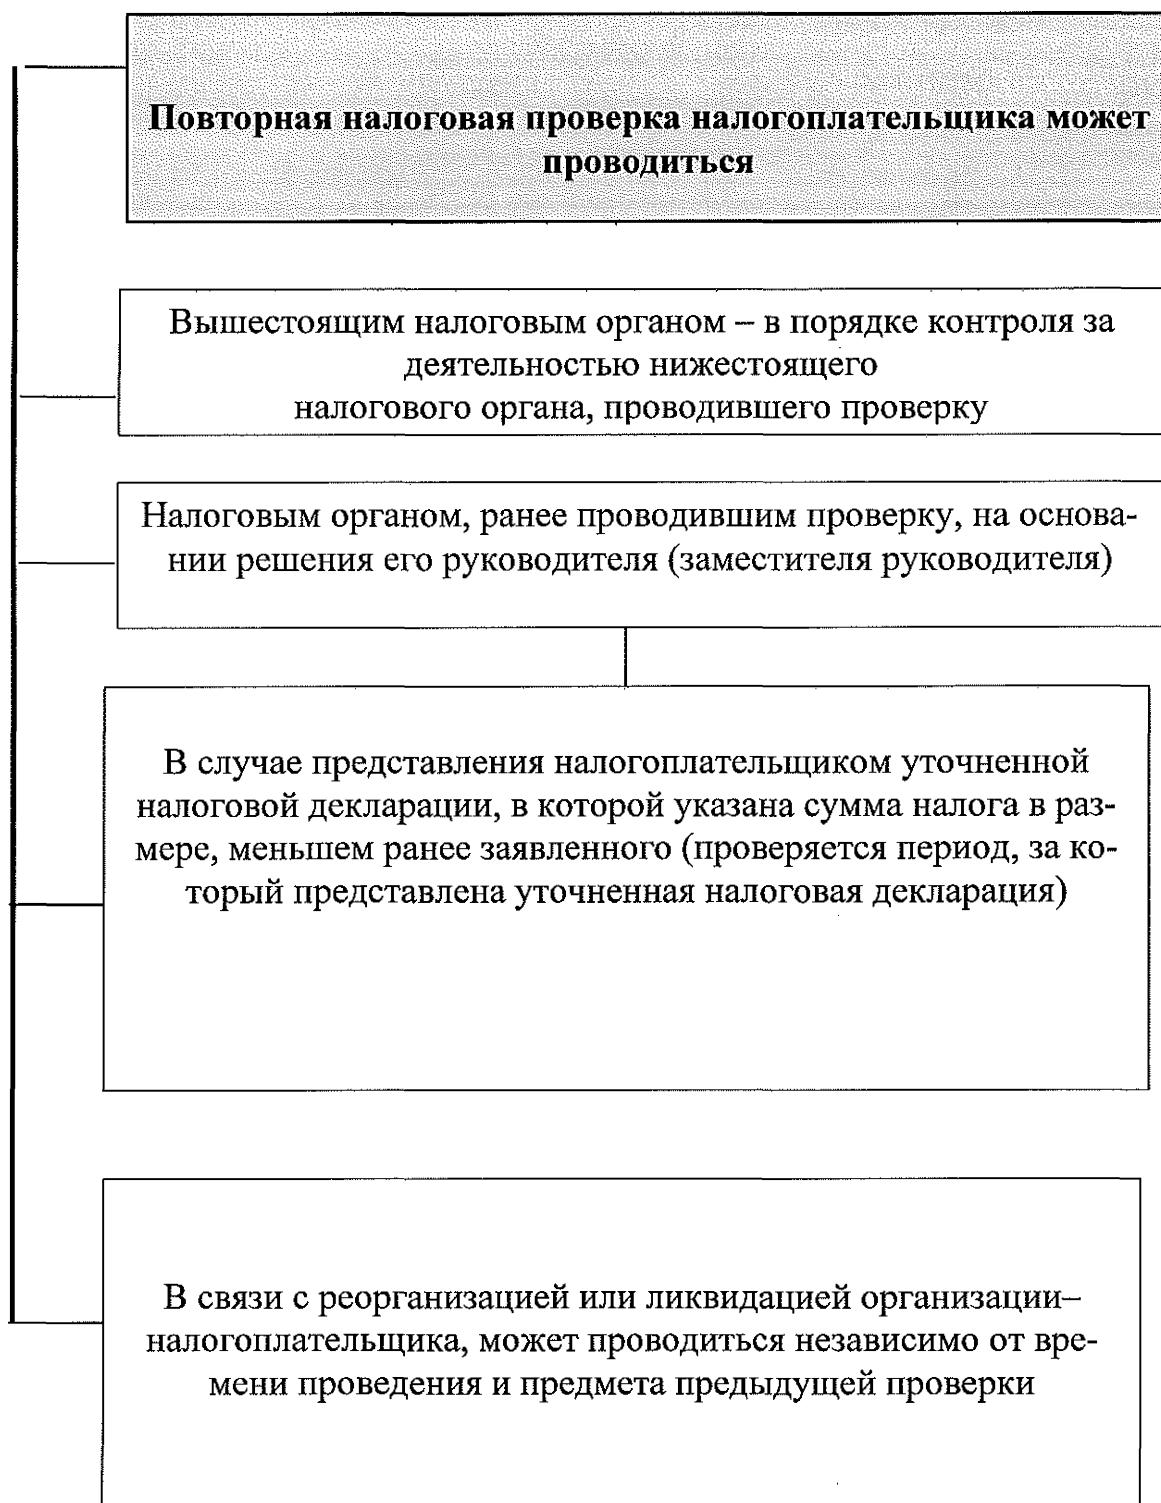 Повторная налоговая проверка налогоплательщика может
проводиться
Вышестоящим налоговым органом – в порядке контроля за
деятельностью нижестоящего
налогового органа, проводившего проверку
Налоговым органом, ранее проводившим проверку, на основа-
нии решения его руководителя (заместителя руководителя)
В случае представления налогоплательщиком уточненной
налоговой декларации, в которой указана сумма налога в раз-
мере, меньшем ранее заявленного (проверяется период, за ко-
торый представлена уточненная налоговая декларация)
В связи с реорганизацией или ликвидацией организации–
налогоплательщика, может проводиться независимо от вре-
мени проведения и предмета предыдущей проверки